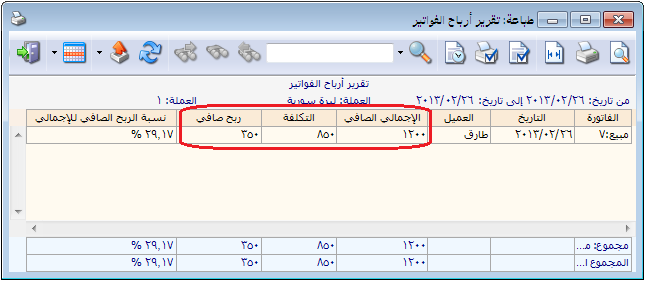 طباعة: تقرير أرباح الفواتير
تقرير أرباح الفواتير
من تاريخ: ٢٠١٣/٠٢/٢٦ إلى تاريخ: ٢٠١٣/٠٢/٢٦ العملة: ليرة سورية العملة: ١
الفاتورة التاريخ العميل الإجمالي الصافي التكلفة ربح صافي نسبة الربح الصافي للإجمالي
مبيع:٧ ٢٠١٣/٠٢/٢٦ طارق ١٢٠٠ ٨٥٠ ٣٥٠ ٢٩,١٧ %
مجموع: مـ... ١٢٠٠ ٨٥٠ ٣٥٠ ٢٩,١٧ %
المجموع ا... ١٢٠٠ ٨٥٠ ٣٥٠ ٢٩,١٧ %